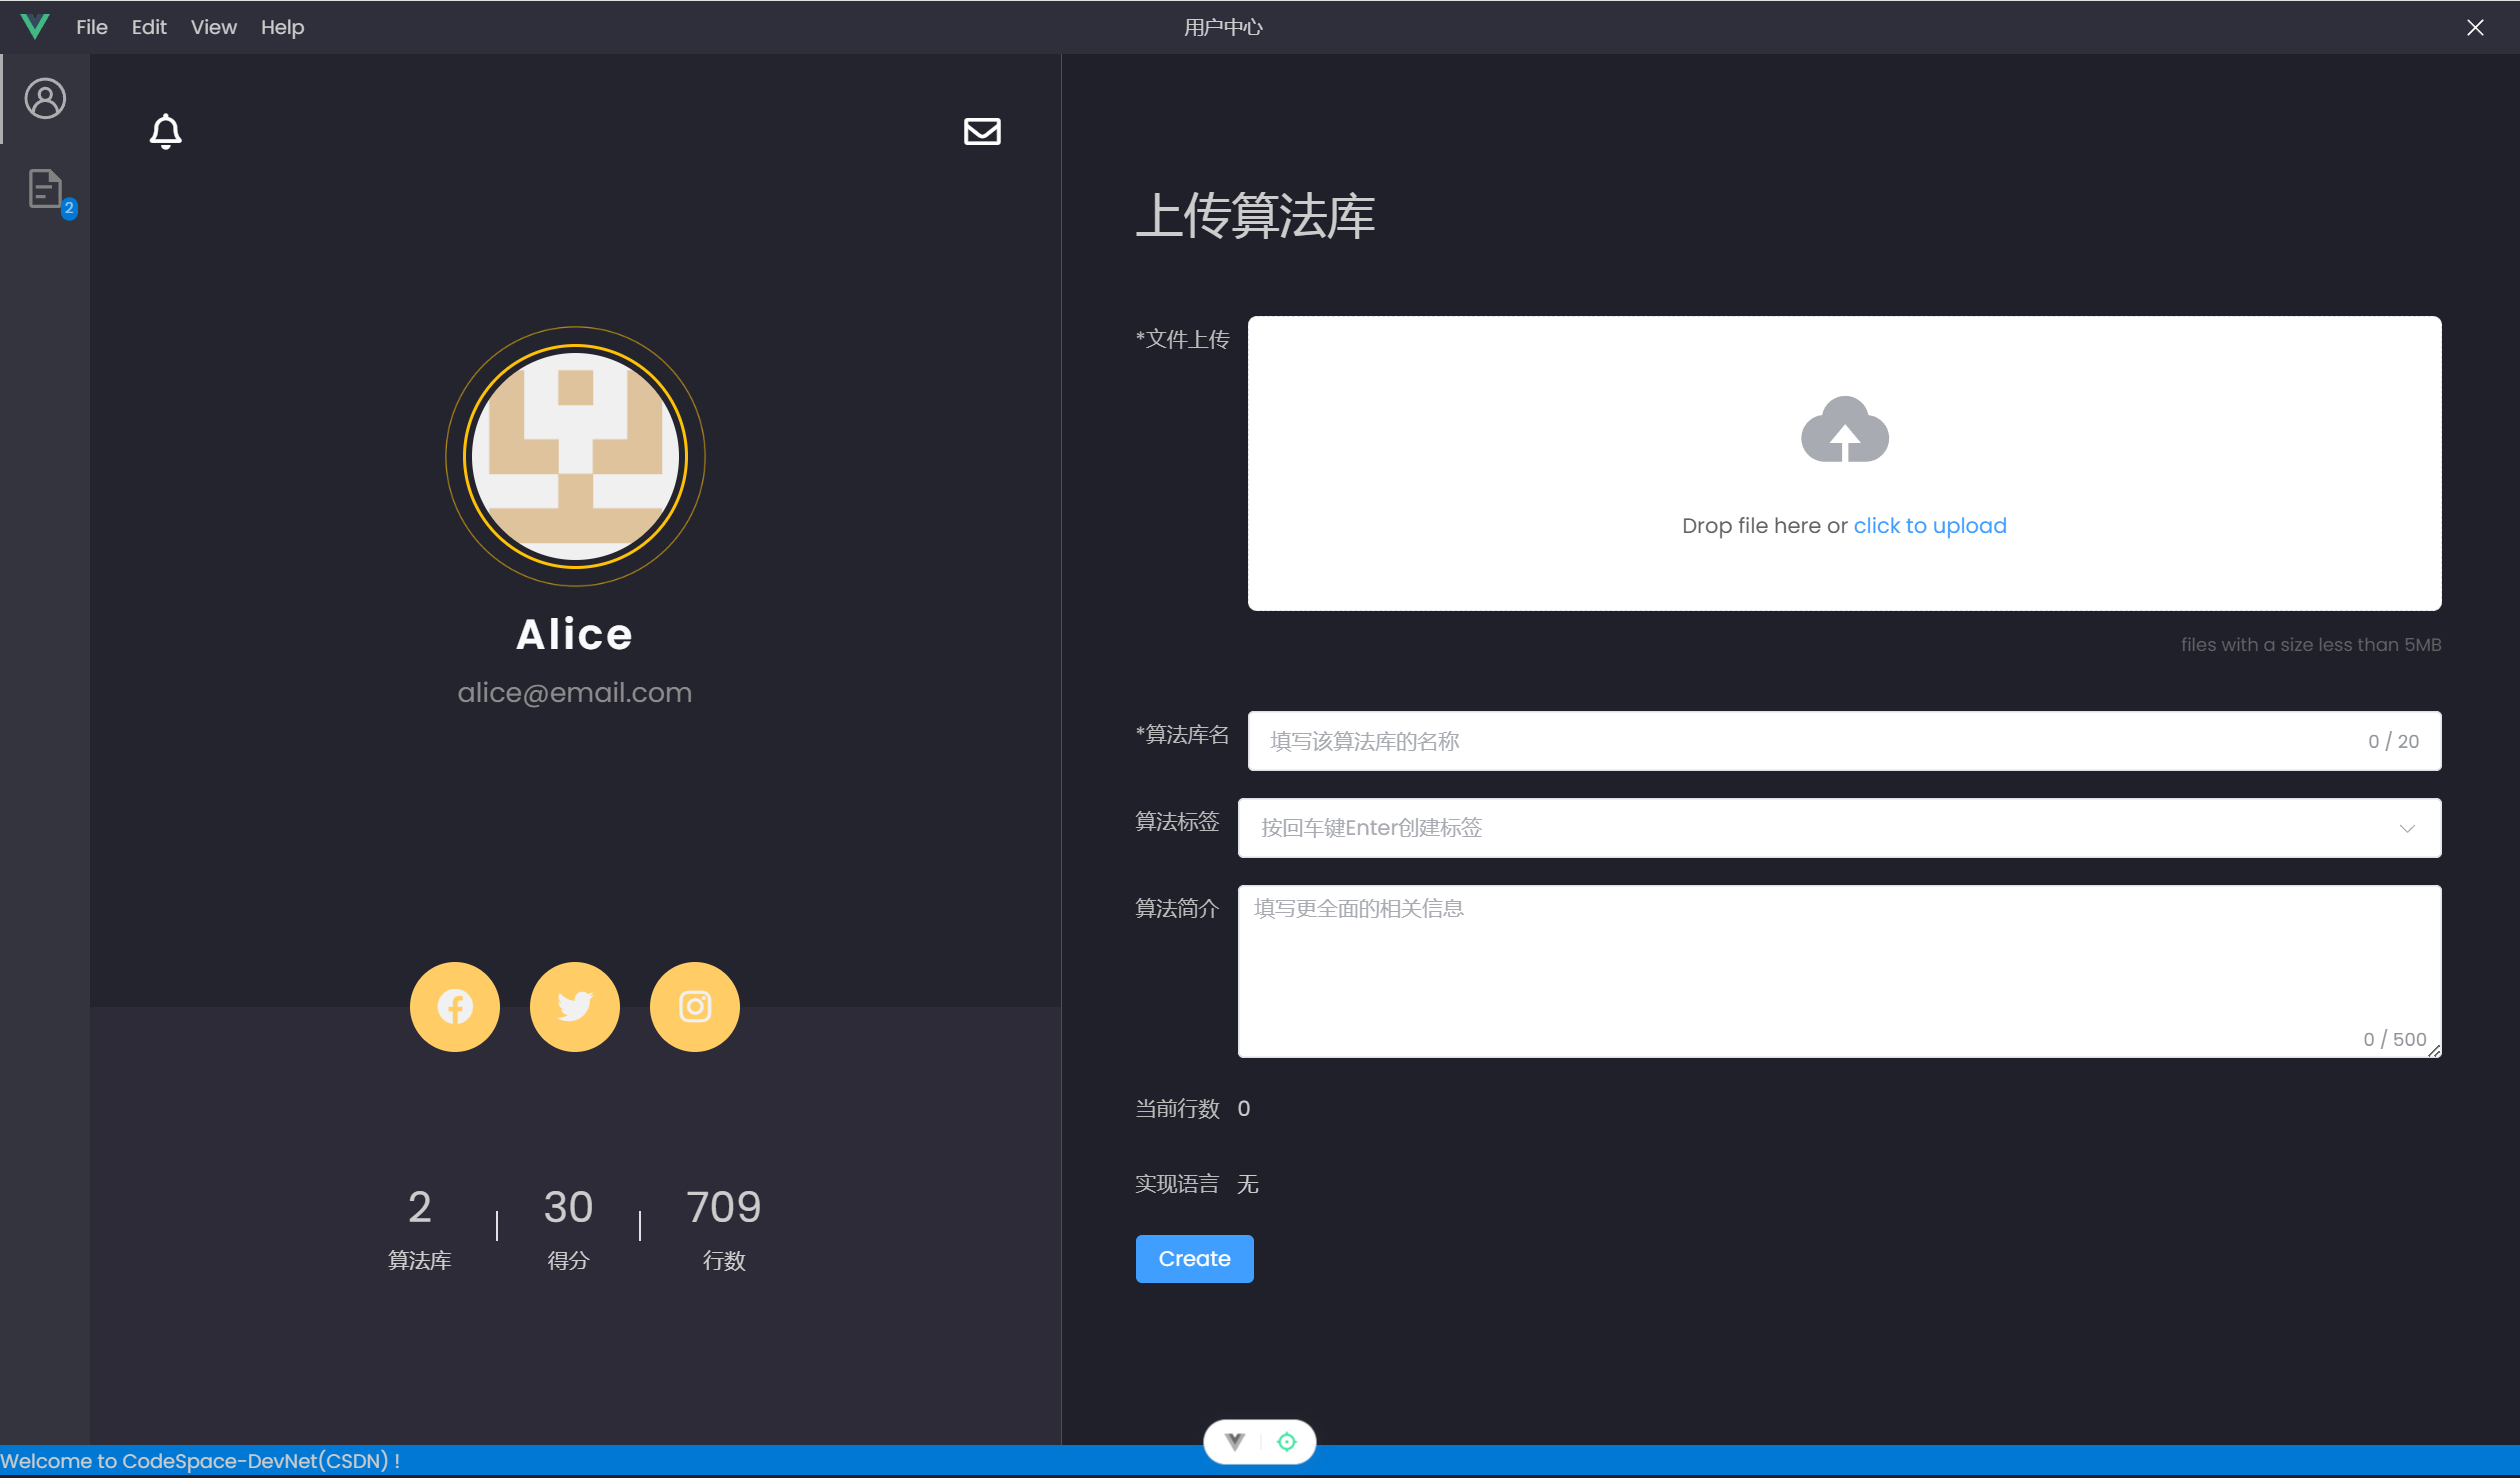 File Edit View Help
用户中心
2
Alice
alice@email.com
2
30
709
算法库
得分
行数
上传算法库
*文件上传
Drop file here or click to upload
files with a size less than 5MB
*算法库名
填写该算法库的名称
0 / 20
算法标签
按回车键Enter创建标签
算法简介
填写更全面的相关信息
0 / 500
当前行数 0
实现语言 无
Create
Welcome to CodeSpace-DevNet(CSDN) !